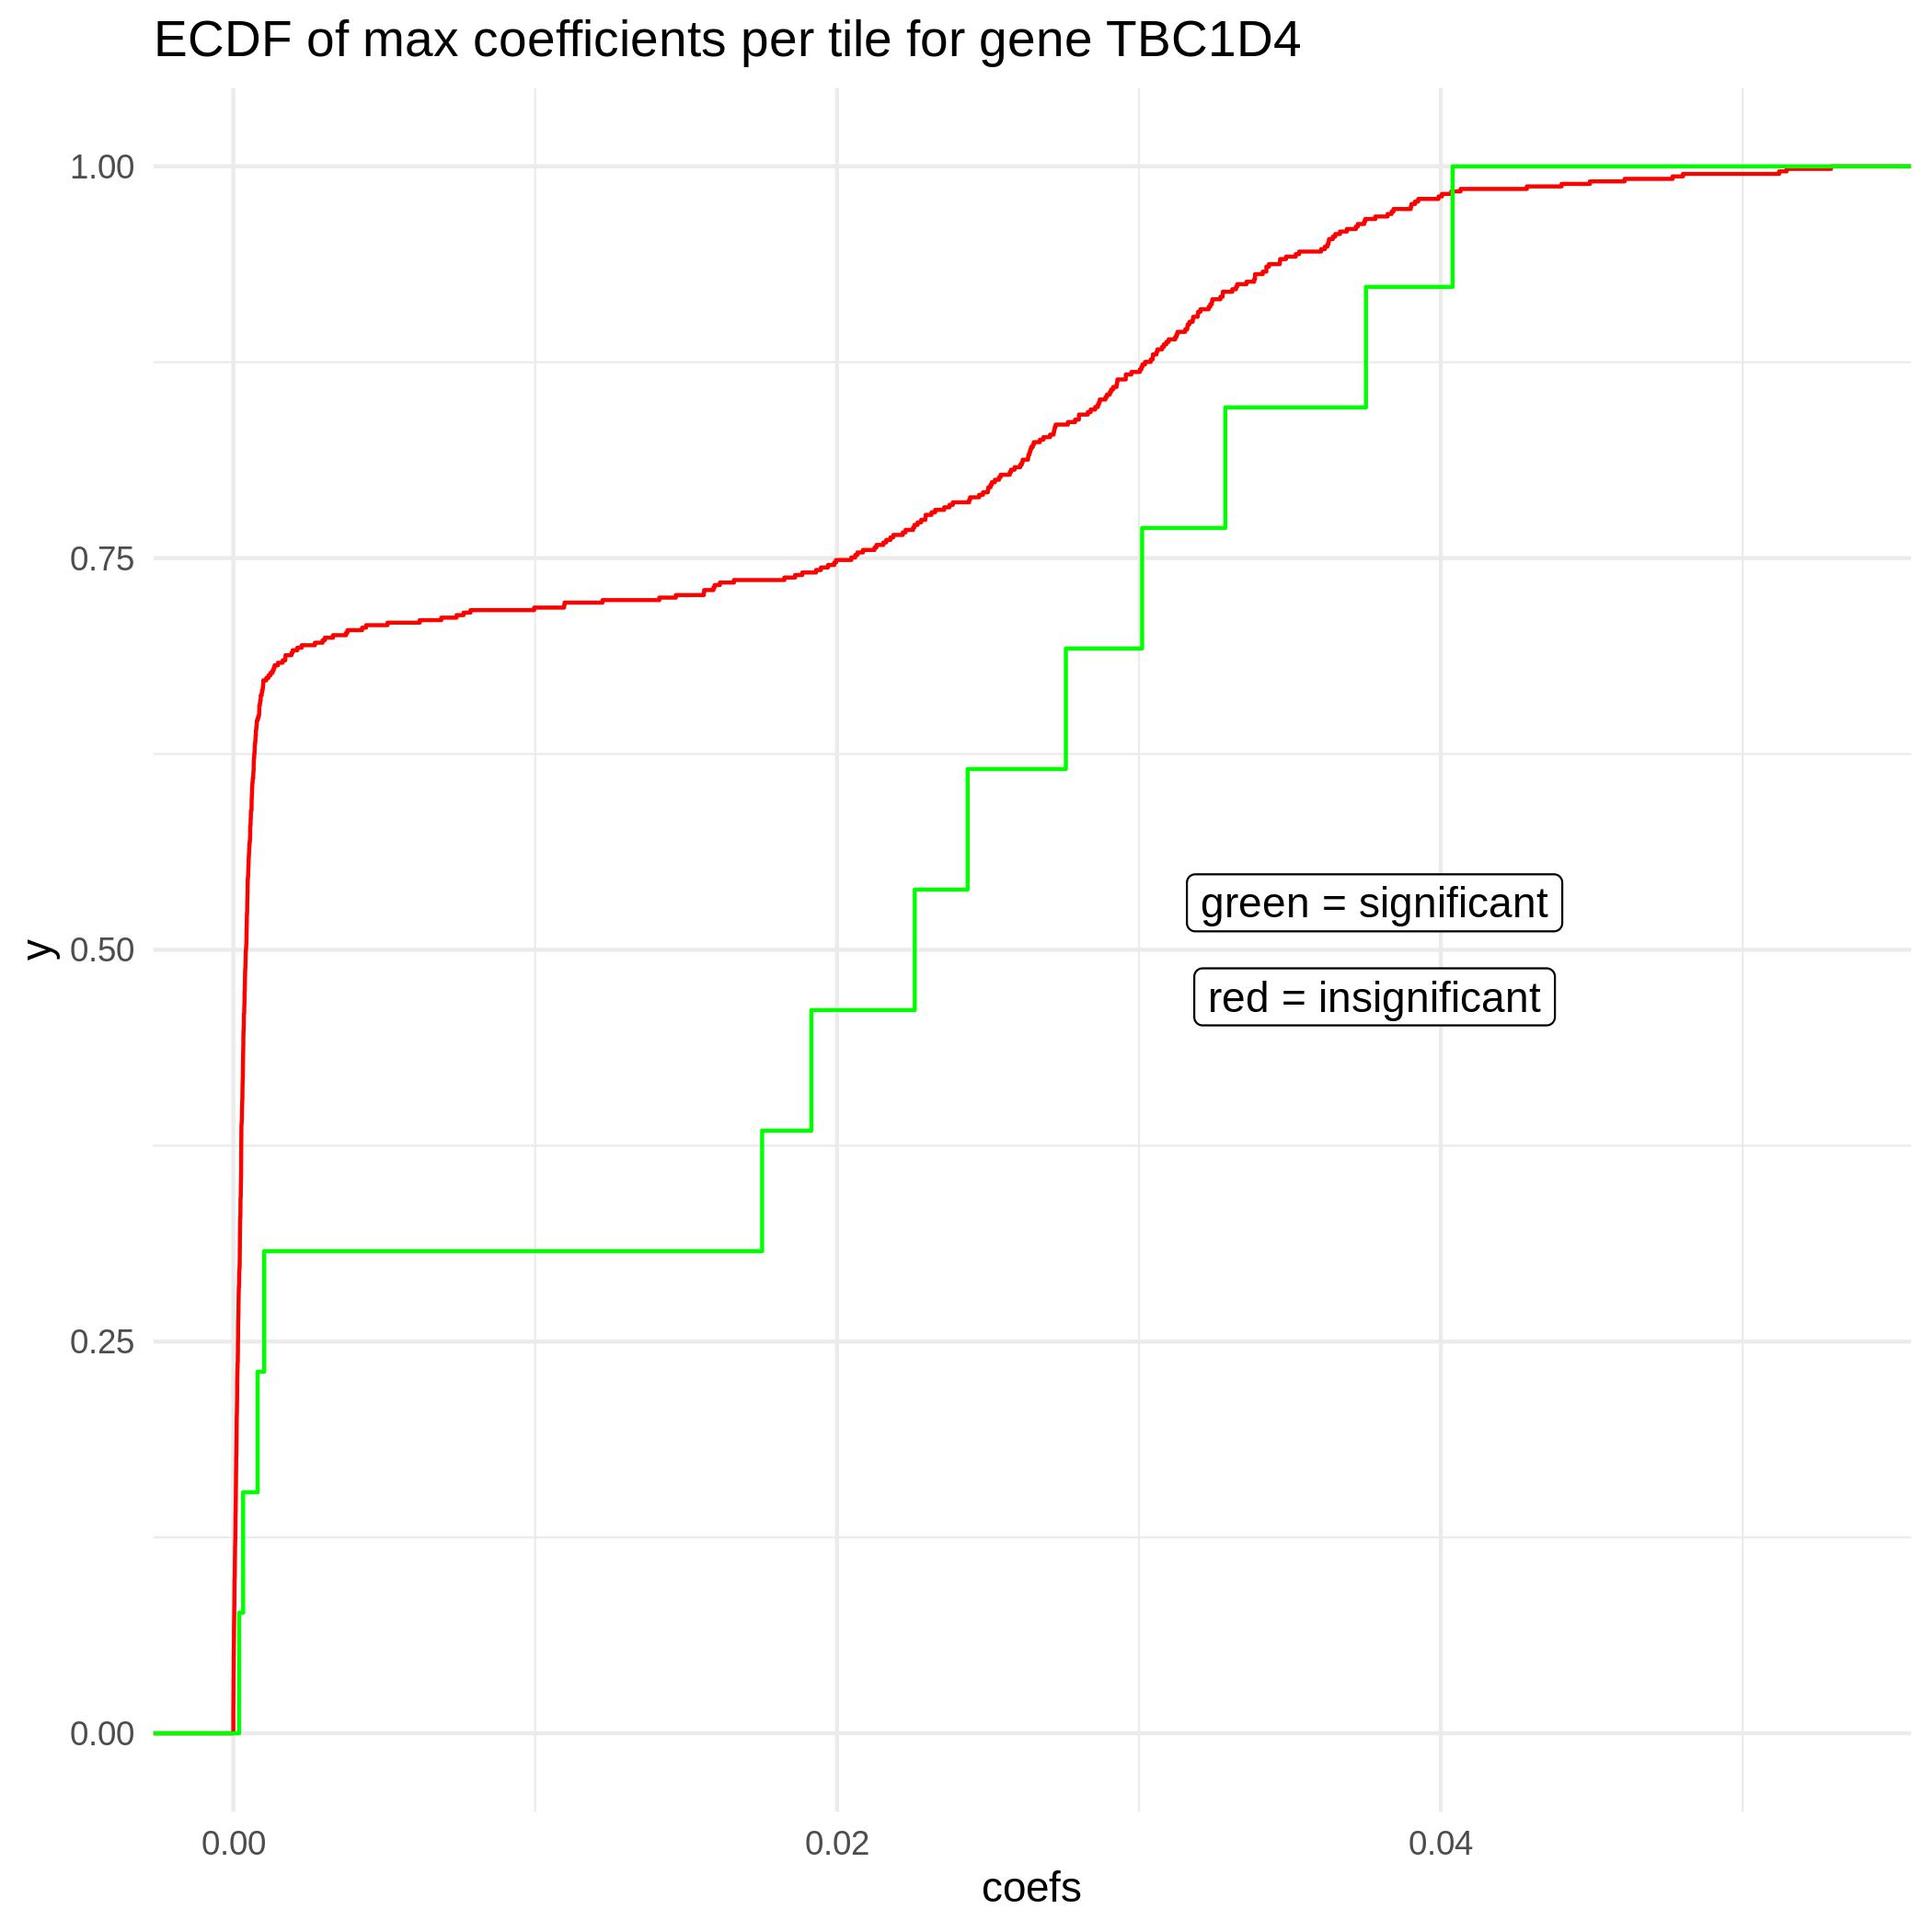 ECDF of max coefficients per tile for gene TBC1D4
1.00
0.75
0.50
0.25
0.00
y
green = significant
red = insignificant
0.00
0.02
0.04
coefs